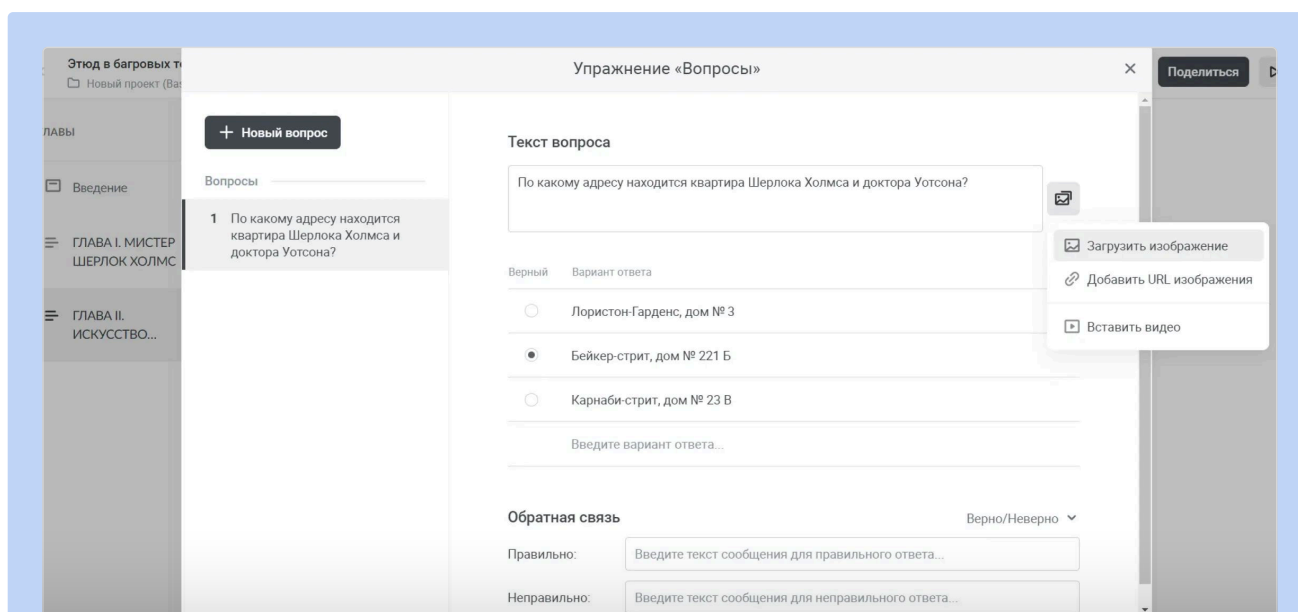 Этюд в багровых т
Новый проект (Ba
ЛАВЫ
Введение
ГЛАВА I. МИСТЕР
ШЕРЛОК ХОЛМС
ГЛАВА II.
ИСКУССТВО...
Упражнение «Вопросы»
Поделиться
Новый вопрос
Вопросы
1 По какому адресу находится
квартира Шерлока Холмса и
доктора Уотсона?
Текст вопроса
По какому адресу находится квартира Шерлока Холмса и доктора Уотсона?
Загрузить изображение
Добавить URL изображения
Вставить видео
Верный Вариант ответа
Лористон-Гарденс, дом № 3
Бейкер-стрит, дом № 221 Б
Карнаби-стрит, дом № 23 В
Введите вариант ответа...
Обратная связь
Верно/Неверно
Правильно: Введите текст сообщения для правильного ответа...
Неправильно: Введите текст сообщения для неправильного ответа...